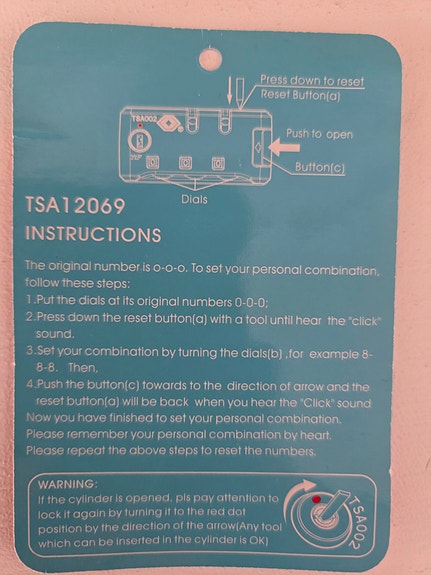 Press down to reset
Reset Button(a)
TSA002
Push to open
Button(c)
Dials
TSA12069
INSTRUCTIONS
The original number is o-o-o. To set your personal combination,
follow these steps:
1.Put the dials at its original numbers 0-0-0;
2.Press down the reset button(a) with a tool until hear the "click"
sound.
3.Set your combination by turning the dials(b) ,for example 8-
8-8. Then,
4.Push the button(c) towards to the direction of arrow and the
reset button(a) will be back when you hear the "Click" sound
Now you have finished to set your personal combination.
Please remember your personal combination by heart.
Please repeat the above steps to reset the numbers.
WARNING:
If the cylinder is opened, pls pay attention to
lock it again by turning it to the red dot
position by the direction of the arrow(Any tool
which can be inserted in the cylinder is OK)
TSA002